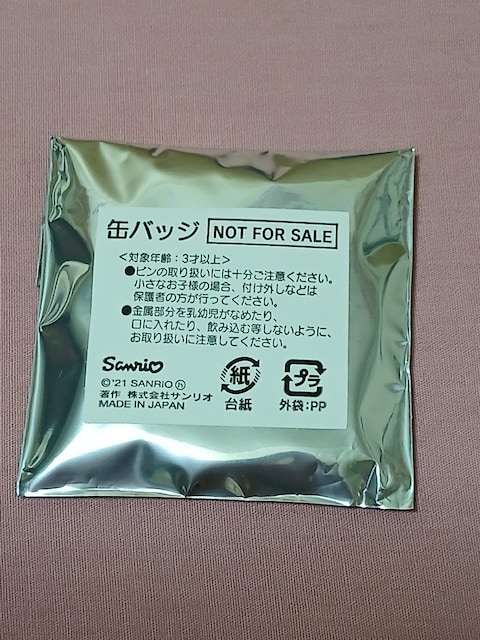 缶バッジ NOT FOR SALE
<対象年齢:3才以上>
●ピンの取り扱いには十分ご注意ください。
小さなお子様の場合、付け外しなどは
保護者の方が行ってください。
●金属部分を乳幼児がなめたり、
口に入れたり、飲み込む等しないように、
お取り扱いに注意してください。
Sanrio
©'21 SANRIO ⓗ
著作 株式会社サンリオ
MADE IN JAPAN
紙
台紙
プラ
外袋:PP